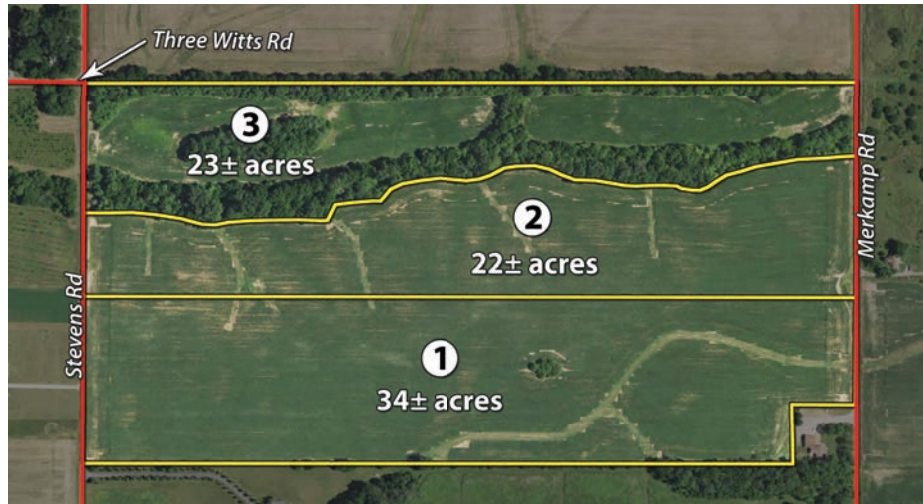 Three Witts Rd
3
23± acres
2
22± acres
Merkamp Rd
Stevens Rd
1
34± acres